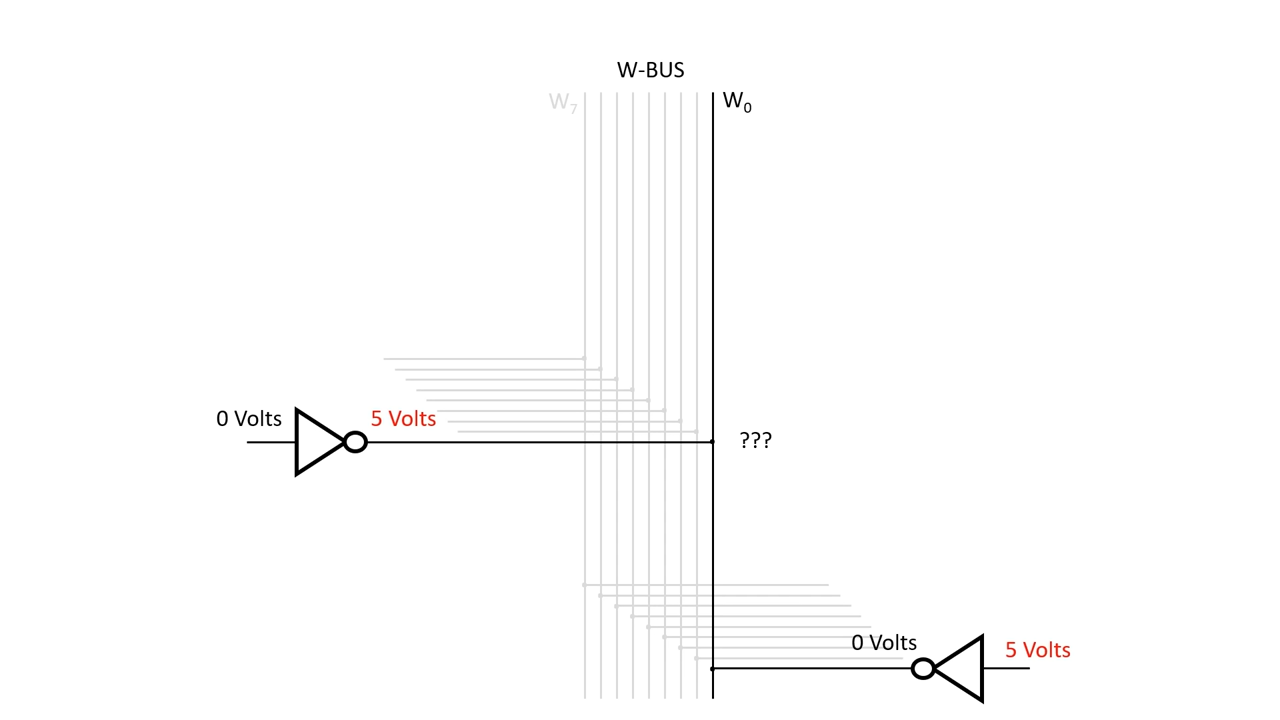 W-BUS
W₇
W₀
0 Volts
5 Volts
???
0 Volts
5 Volts